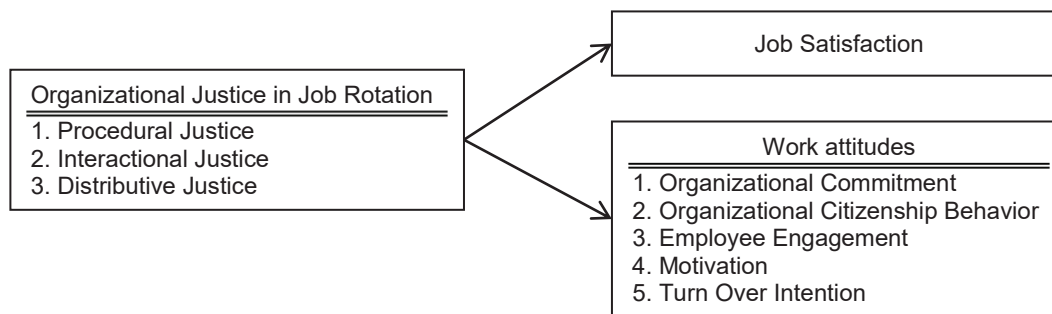 Job Satisfaction
Organizational Justice in Job Rotation
1. Procedural Justice
2. Interactional Justice
3. Distributive Justice
Work attitudes
1. Organizational Commitment
2. Organizational Citizenship Behavior
3. Employee Engagement
4. Motivation
5. Turn Over Intention